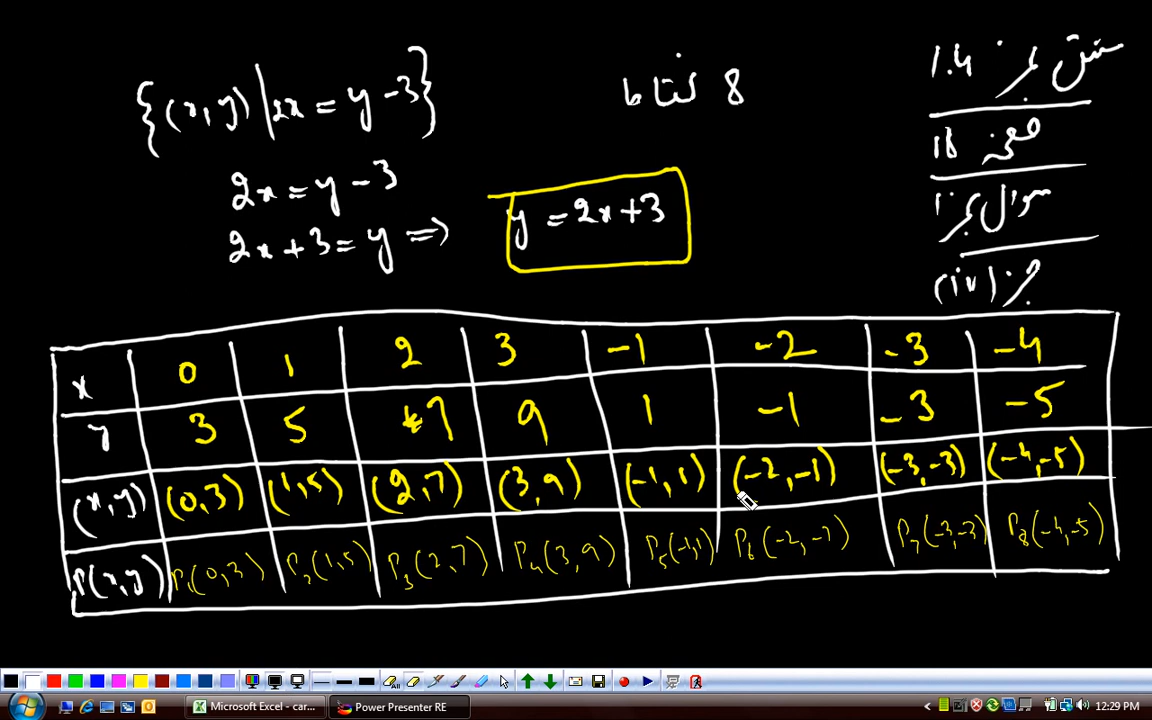 {(x,y)|2x = y-3}
2x = y-3
2x+3 = y ⇒
y = 2x+3
8
مشق نمبر 1.4
صفحہ 18
سوال نمبر 1
جز (iv)
x 0 1 2 3 -1 -2 -3 -4
y 3 5 7 9 1 -1 -3 -5
(x,y) (0,3) (1,5) (2,7) (3,9) (-1,1) (-2,-1) (-3,-3) (-4,-5)
P(x,y) P1(0,3) P2(1,5) P3(2,7) P4(3,9) P5(-1,1) P6(-2,-1) P7(-3,-3) P8(-4,-5)
Microsoft Excel - car...
Power Presenter RE
12:29 PM